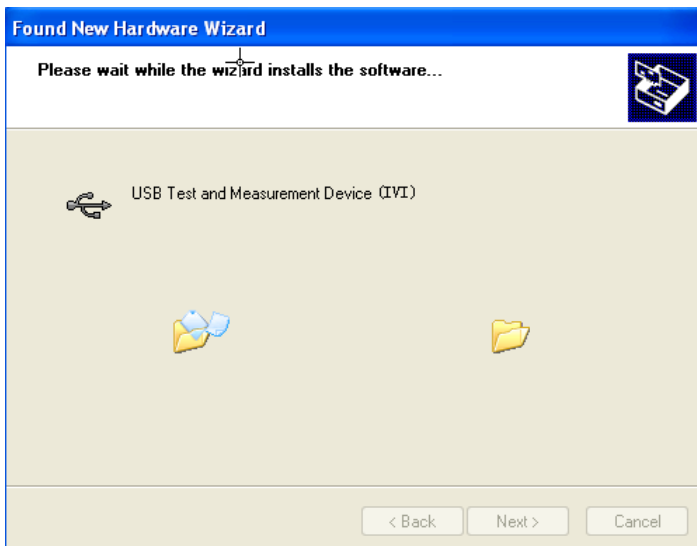 Found New Hardware Wizard
Please wait while the wizard installs the software...
USB Test and Measurement Device (IVI)
< Back
Next >
Cancel